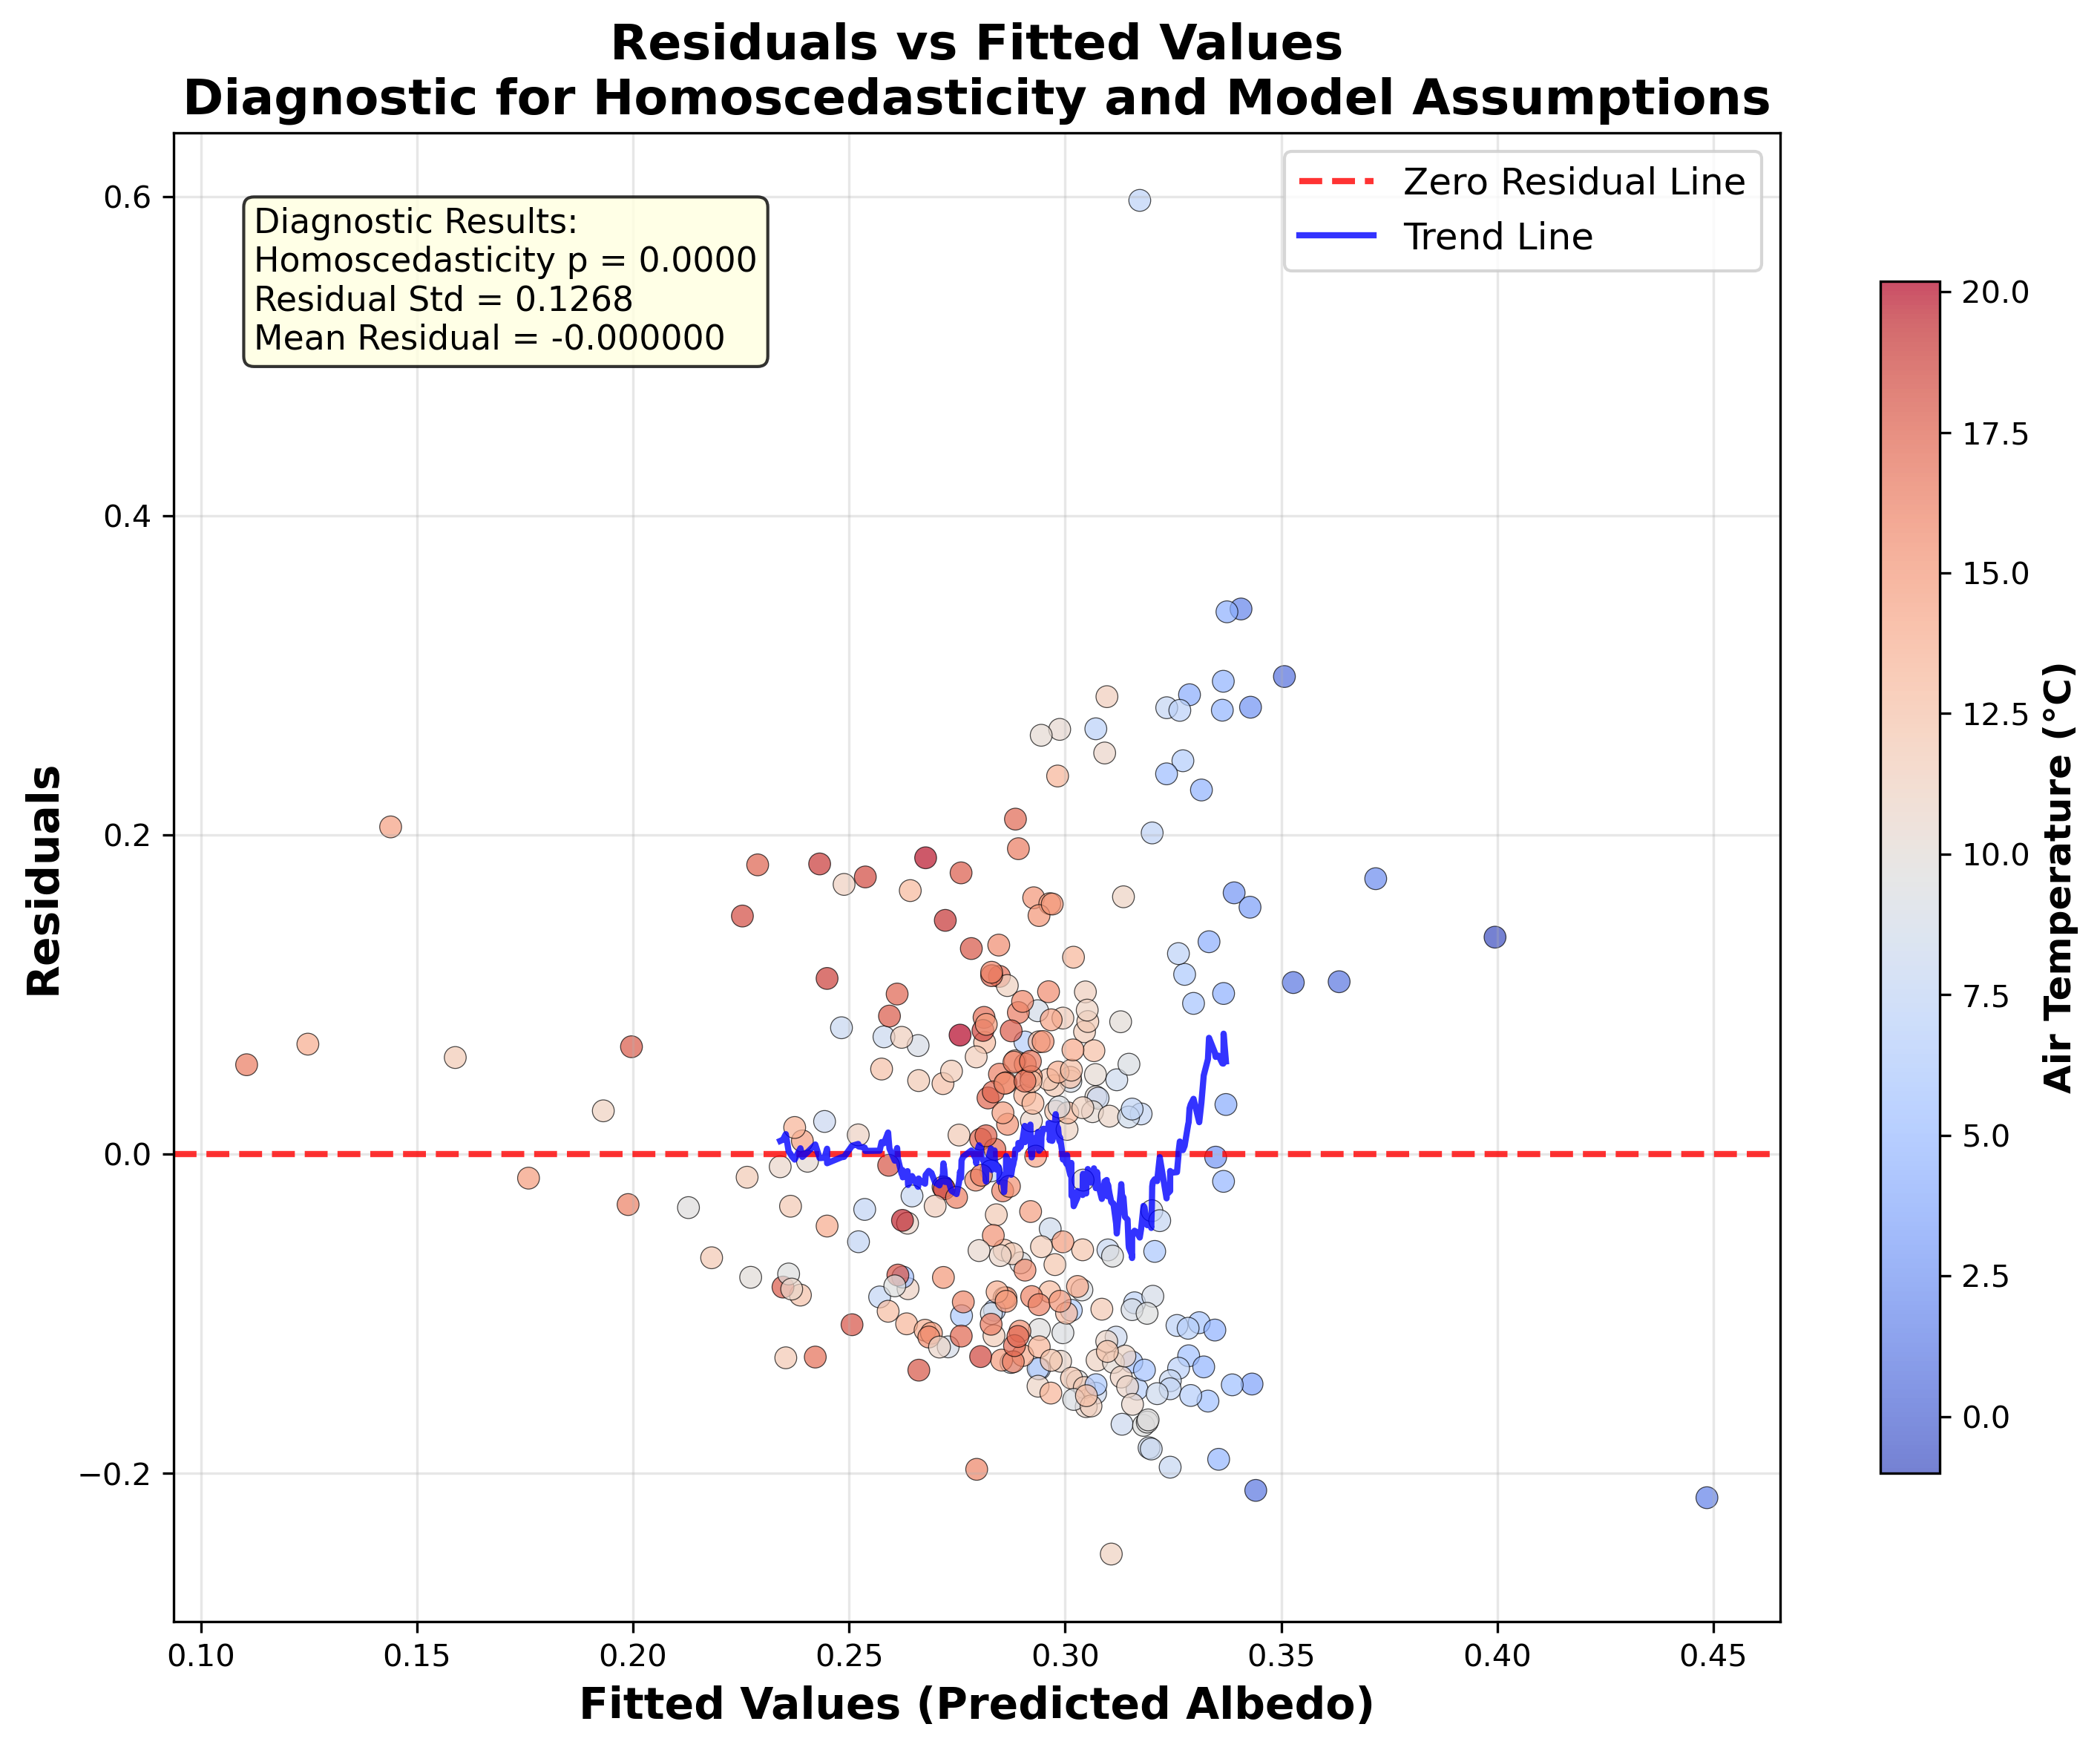 Residuals vs Fitted Values
Diagnostic for Homoscedasticity and Model Assumptions
Diagnostic Results:
Homoscedasticity p = 0.0000
Residual Std = 0.1268
Mean Residual = -0.000000
Zero Residual Line
Trend Line
Residuals
0.6
0.4
0.2
0.0
−0.2
0.10
0.15
0.20
0.25
0.30
0.35
0.40
0.45
Fitted Values (Predicted Albedo)
20.0
17.5
15.0
12.5
10.0
7.5
5.0
2.5
0.0
Air Temperature (°C)